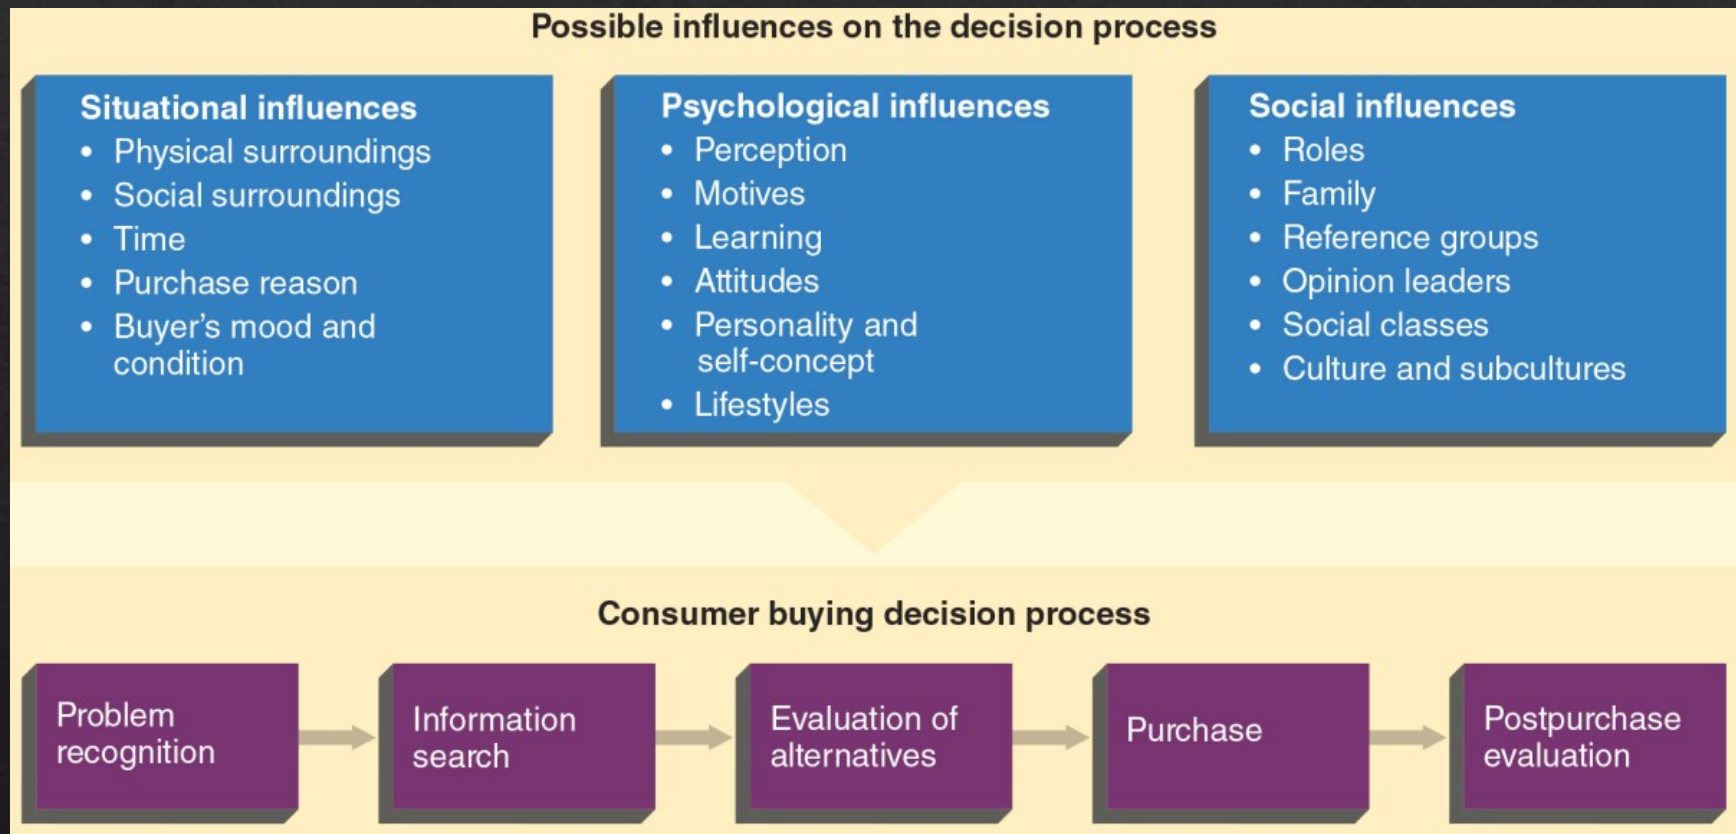 Possible influences on the decision process
Situational influences
• Physical surroundings
• Social surroundings
• Time
• Purchase reason
• Buyer's mood and
condition
Psychological influences
• Perception
• Motives
• Learning
• Attitudes
• Personality and
self-concept
• Lifestyles
Social influences
• Roles
• Family
• Reference groups
• Opinion leaders
• Social classes
• Culture and subcultures
Consumer buying decision process
Problem
recognition
Information
search
Evaluation of
alternatives
Purchase
Postpurchase
evaluation